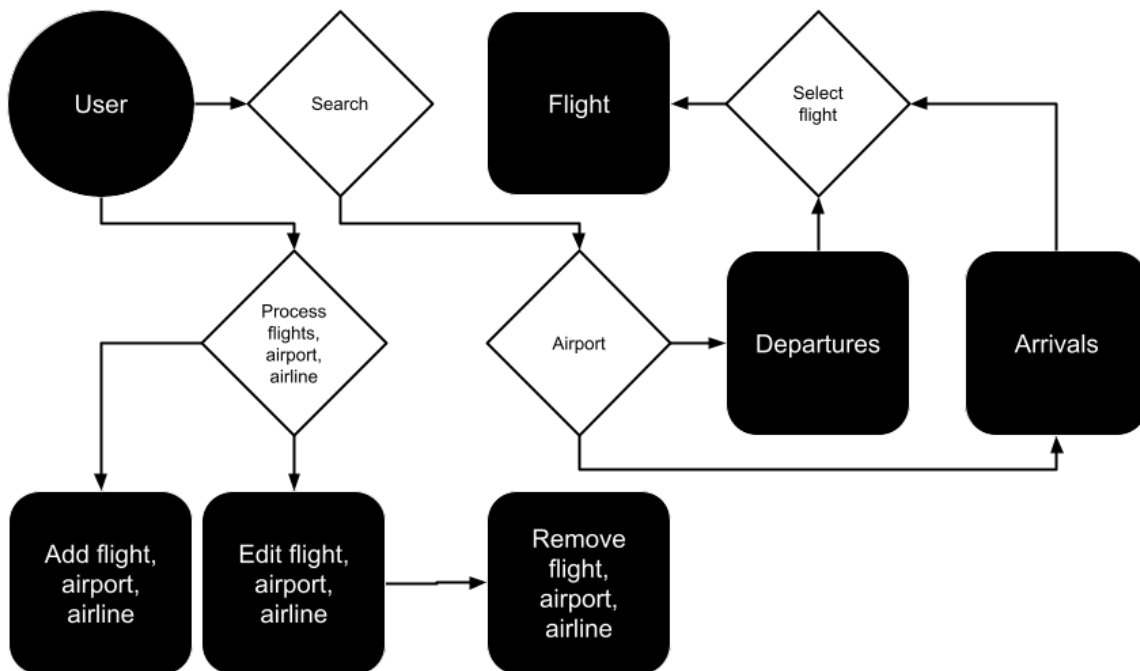 User
Search
Flight
Select
flight
Process
flights,
airport,
airline
Airport
Departures
Arrivals
Add flight,
airport,
airline
Edit flight,
airport,
airline
Remove
flight,
airport,
airline